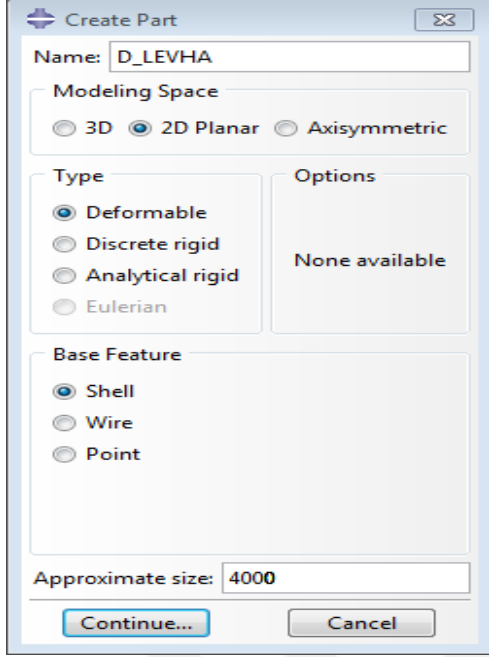 Create Part
Name: D_LEVHA
Modeling Space
3D 2D Planar Axisymmetric
Type
Deformable
Discrete rigid
Analytical rigid
Eulerian
Options
None available
Base Feature
Shell
Wire
Point
Approximate size: 4000
Continue... Cancel